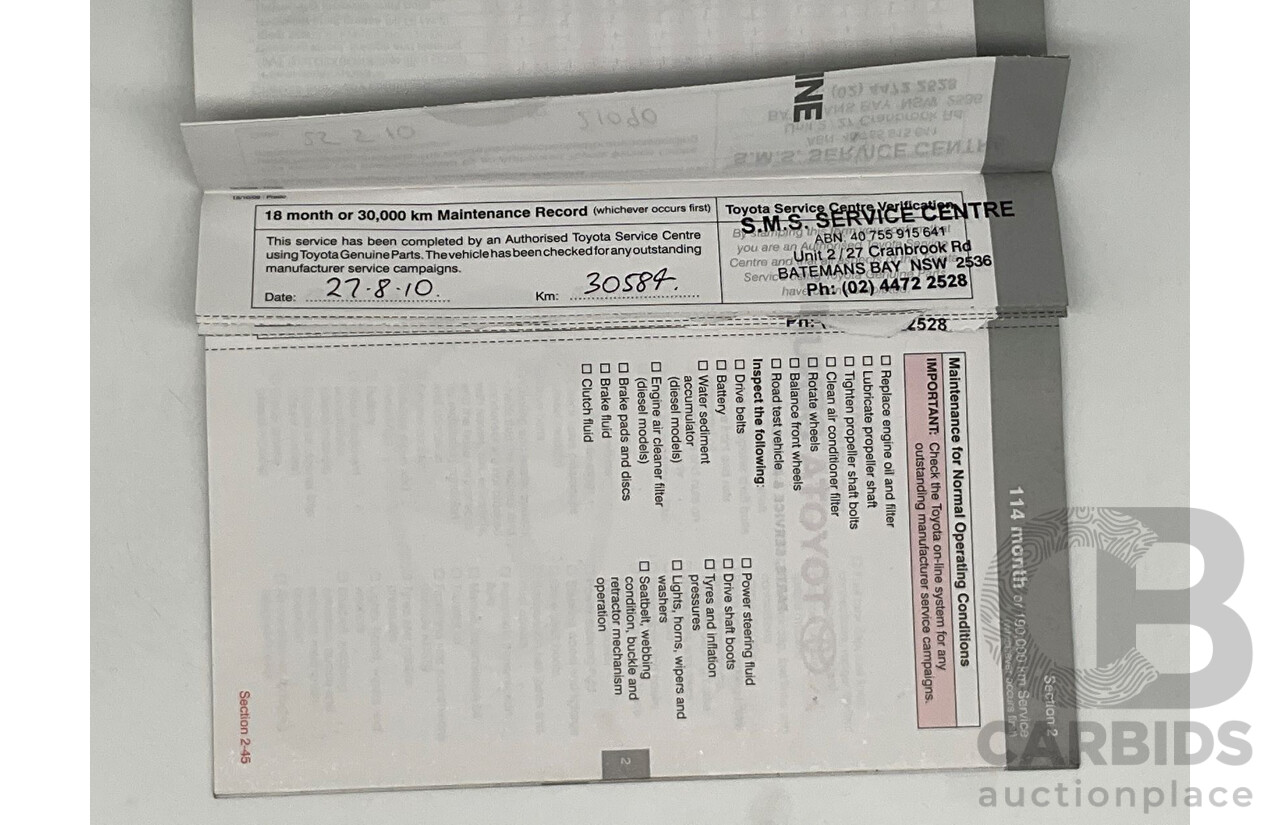 INE
18 month or 30,000 km Maintenance Record (whichever occurs first)
This service has been completed by an Authorised Toyota Service Centre
using Toyota Genuine Parts. The vehicle has been checked for any outstanding
manufacturer service campaigns.
Date: 27·8·10. Km: 30584.
Toyota Service Centre Verification
S.M.S. SERVICE CENTRE
ABN 40 755 915 641
Unit 2/27 Cranbrook Rd
BATEMANS BAY NSW 2536
Ph: (02) 4472 2528
2528
Section 2
114 month or 190,000 km Service
Maintenance for Normal Operating Conditions
IMPORTANT: Check the Toyota on-line system for any
outstanding manufacturer service campaigns.
☐ Replace engine oil and filter
☐ Lubricate propeller shaft
☐ Tighten propeller shaft bolts
☐ Clean air conditioner filter
☐ Rotate wheels
☐ Balance front wheels
☐ Road test vehicle
Inspect the following:
☐ Drive belts
☐ Battery
☐ Water sediment
accumulator
(diesel models)
☐ Engine air cleaner filter
(diesel models)
☐ Brake pads and discs
☐ Brake fluid
☐ Clutch fluid
☐ Power steering fluid
☐ Drive shaft boots
☐ Tyres and inflation
pressures
☐ Lights, horns, wipers and
washers
☐ Seatbelt, webbing
condition, buckle and
retractor mechanism
operation
2
Section 2-45
CB
CARBIDS
auctionplace